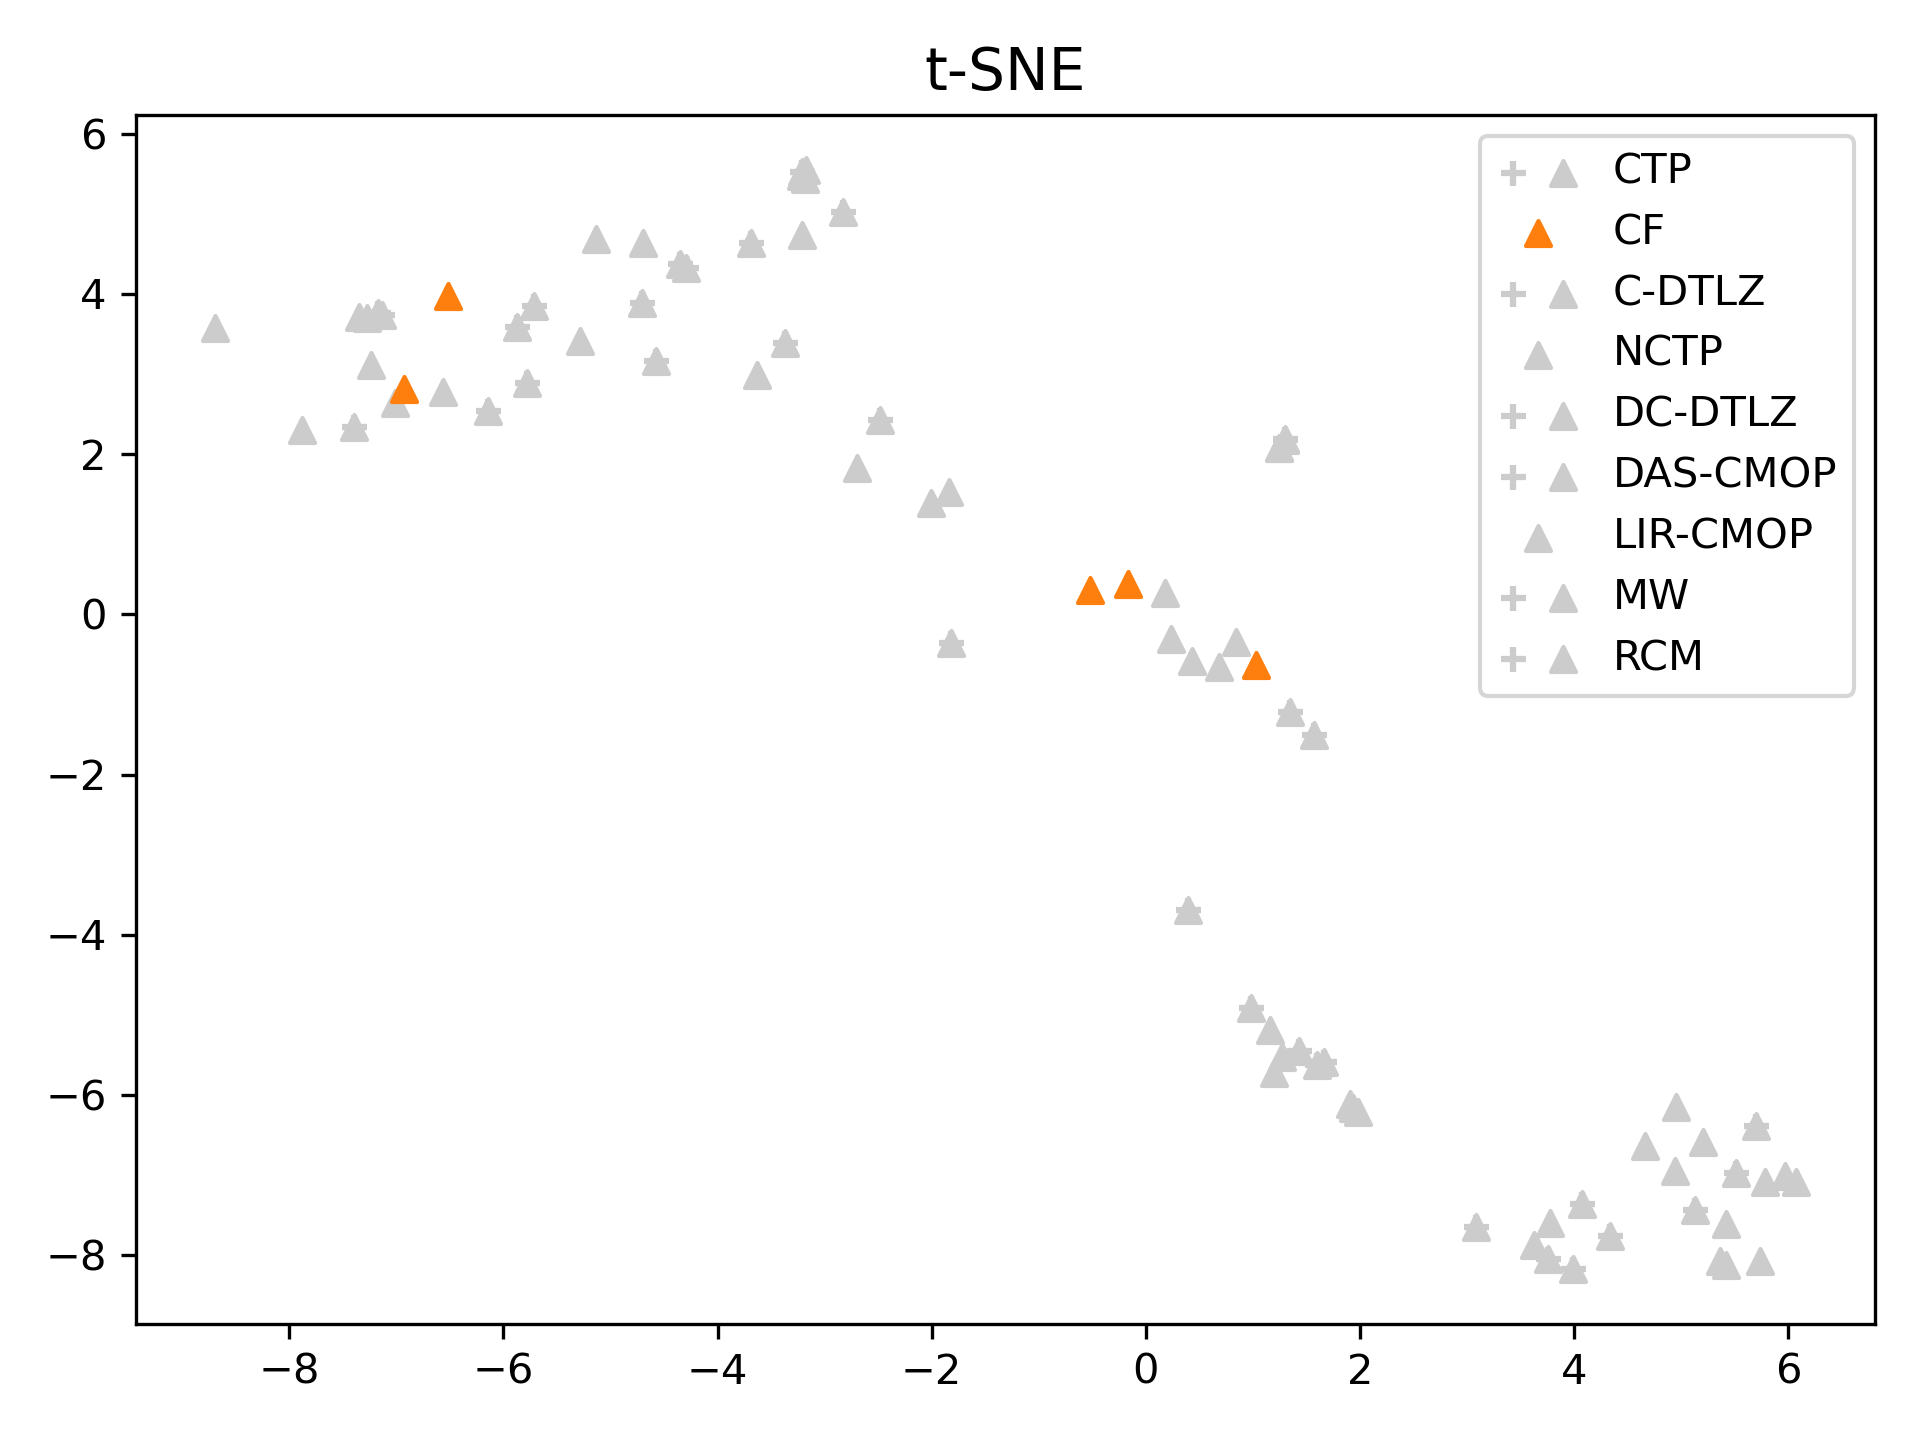 t-SNE
6
4
2
0
−2
−4
−6
−8
−8 −6 −4 −2 0 2 4 6
CTP
CF
C-DTLZ
NCTP
DC-DTLZ
DAS-CMOP
LIR-CMOP
MW
RCM